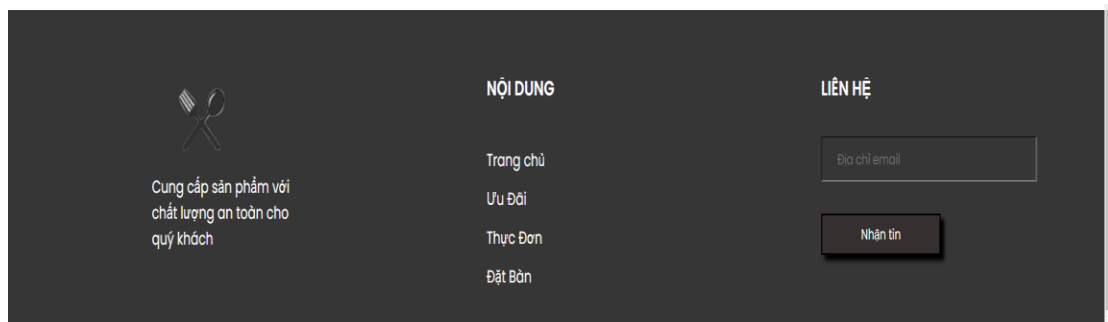 Cung cấp sản phẩm với
chất lượng an toàn cho
quý khách
NỘI DUNG
Trang chủ
Ưu Đãi
Thực Đơn
Đặt Bàn
LIÊN HỆ
Địa chỉ email
Nhận tin